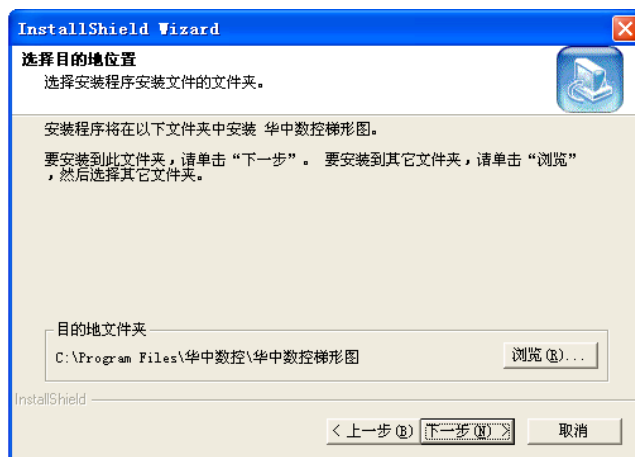 InstallShield Wizard
选择目的地位置
选择安装程序安装文件的文件夹。
安装程序将在以下文件夹中安装 华中数控梯形图。
要安装到此文件夹，请单击“下一步”。 要安装到其它文件夹，请单击“浏览”
，然后选择其它文件夹。
目的地文件夹
C:\Program Files\华中数控\华中数控梯形图
浏览(R)...
InstallShield
< 上一步(B) 下一步(N) > 取消